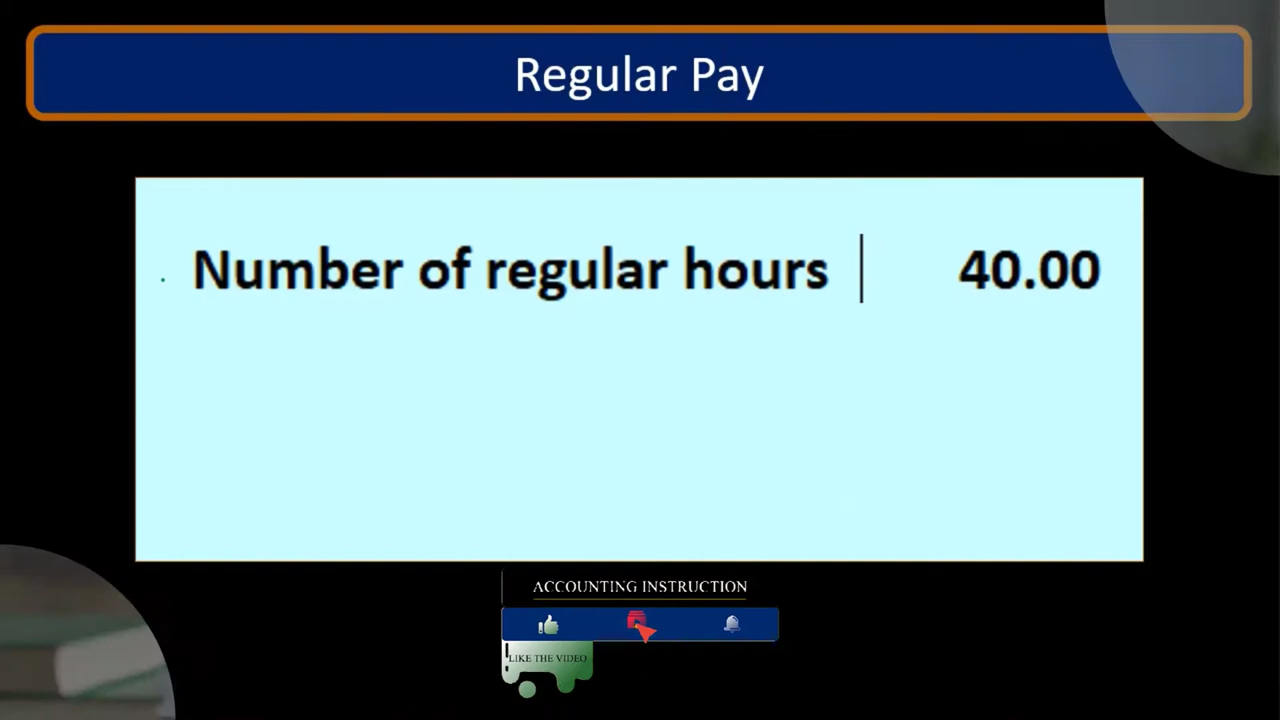 Regular Pay
Number of regular hours 40.00
ACCOUNTING INSTRUCTION
LIKE THE VIDEO